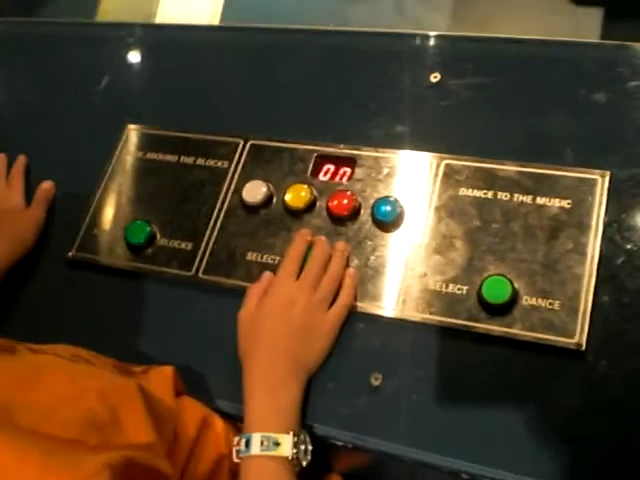 AROUND THE BLOCKS
BLOCKS
00
SELECT
DANCE TO THE MUSIC
SELECT DANCE